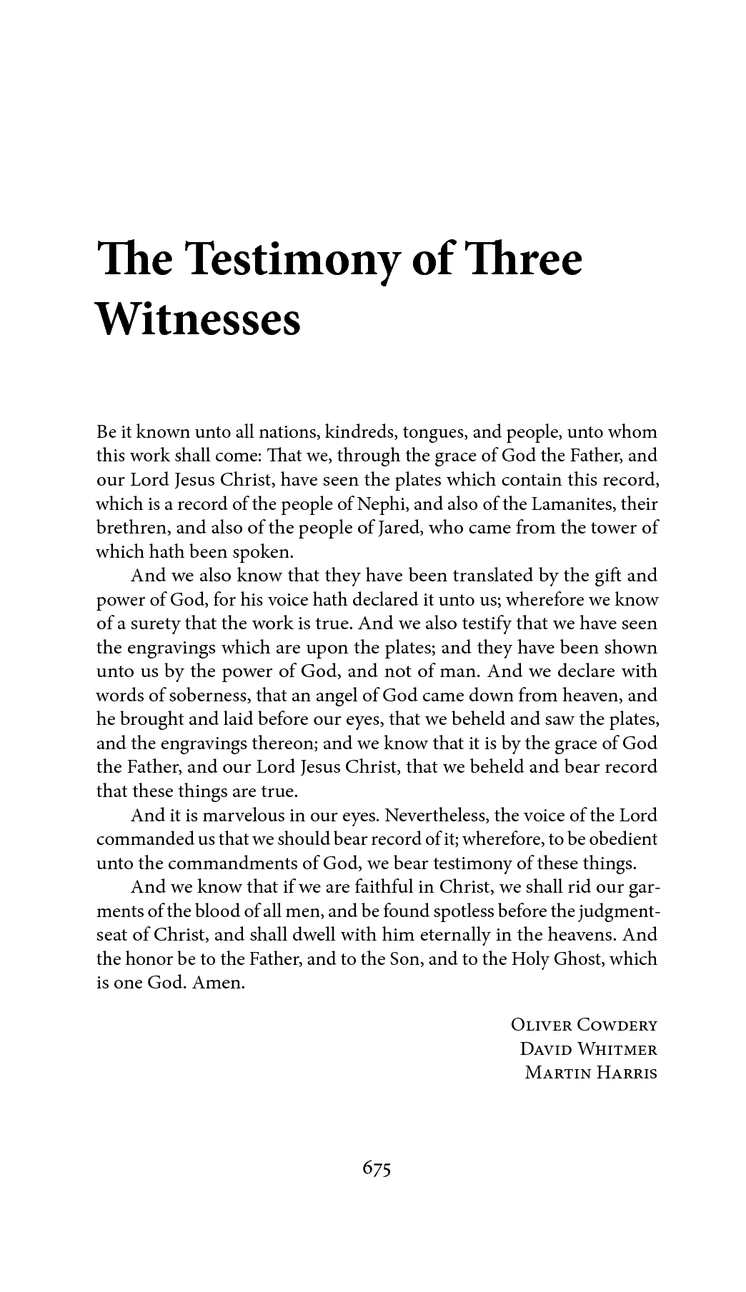 The Testimony of Three
Witnesses
Be it known unto all nations, kindreds, tongues, and people, unto whom
this work shall come: That we, through the grace of God the Father, and
our Lord Jesus Christ, have seen the plates which contain this record,
which is a record of the people of Nephi, and also of the Lamanites, their
brethren, and also of the people of Jared, who came from the tower of
which hath been spoken.
And we also know that they have been translated by the gift and
power of God, for his voice hath declared it unto us; wherefore we know
of a surety that the work is true. And we also testify that we have seen
the engravings which are upon the plates; and they have been shown
unto us by the power of God, and not of man. And we declare with
words of soberness, that an angel of God came down from heaven, and
he brought and laid before our eyes, that we beheld and saw the plates,
and the engravings thereon; and we know that it is by the grace of God
the Father, and our Lord Jesus Christ, that we beheld and bear record
that these things are true.
And it is marvelous in our eyes. Nevertheless, the voice of the Lord
commanded us that we should bear record of it; wherefore, to be obedient
unto the commandments of God, we bear testimony of these things.
And we know that if we are faithful in Christ, we shall rid our gar-
ments of the blood of all men, and be found spotless before the judgment-
seat of Christ, and shall dwell with him eternally in the heavens. And
the honor be to the Father, and to the Son, and to the Holy Ghost, which
is one God. Amen.
Oliver Cowdery
David Whitmer
Martin Harris
675